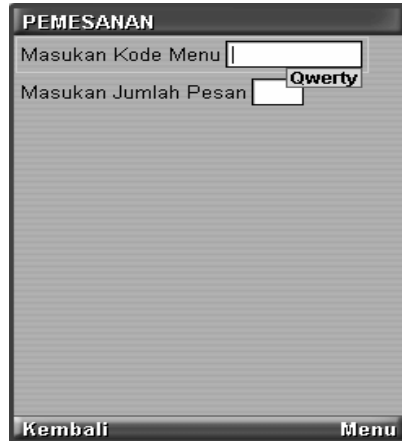 PEMESANAN
Masukan Kode Menu
Qwerty
Masukan Jumlah Pesan
Kembali Menu